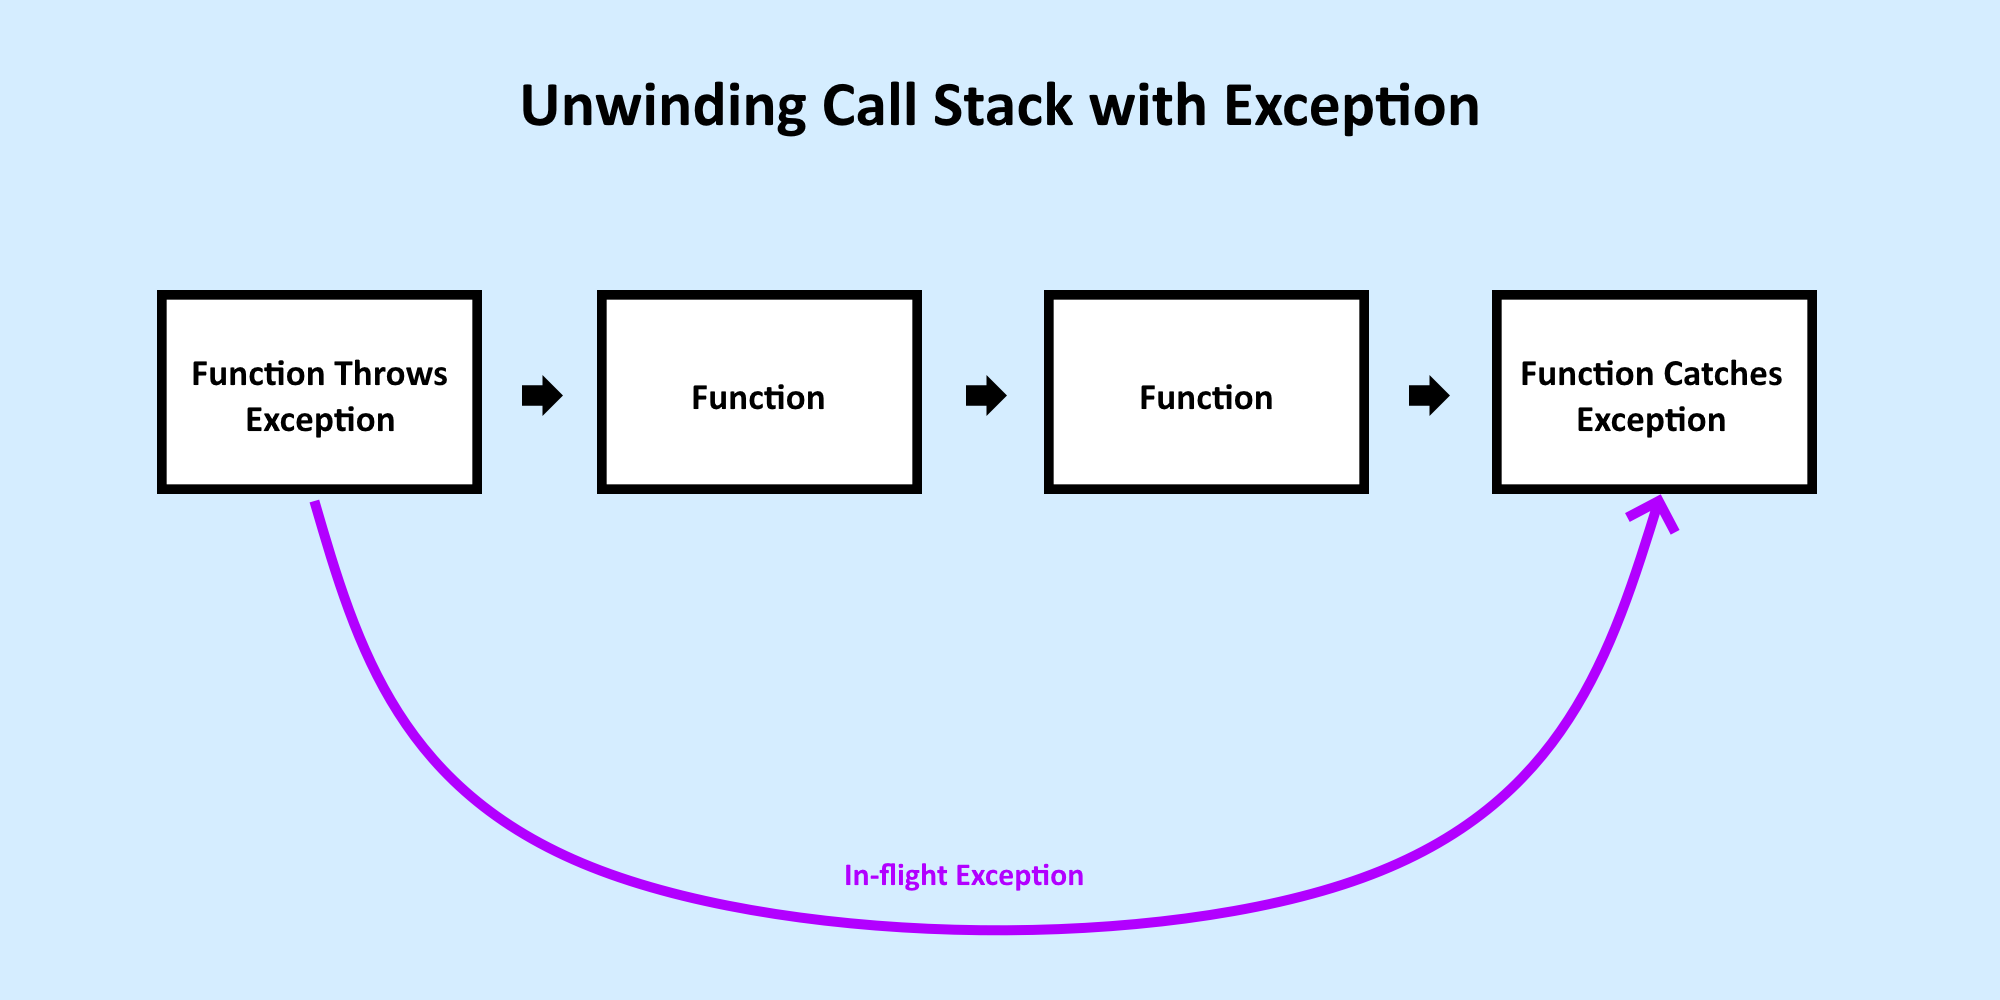 Unwinding Call Stack with Exception
Function Throws
Exception
Function
Function
Function Catches
Exception
In-flight Exception